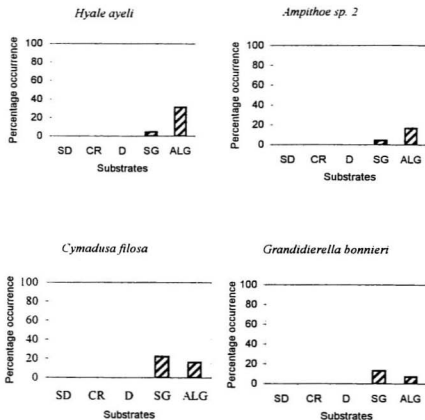 Hyale ayeli
Percentage occurrence
100
80
60
40
20
0
SD CR D SG ALG
Substrates
Ampithoe sp. 2
Percentage occurrence
100
80
60
40
20
0
SD CR D SG ALG
Substrates
Cymadusa filosa
Percentage occurrence
100
80
60
40
20
0
SD CR D SG ALG
Substrates
Grandidierella bonnieri
Percentage occurrence
100
80
60
40
20
0
SD CR D SG ALG
Substrates